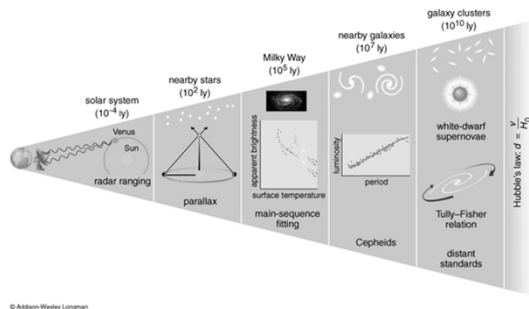 galaxy clusters
(10¹⁰ ly)
nearby galaxies
(10⁷ ly)
Milky Way
(10⁵ ly)
nearby stars
(10² ly)
solar system
(10⁻⁴ ly)
Venus
Sun
radar ranging
parallax
apparent brightness
surface temperature
main-sequence
fitting
luminosity
period
Cepheids
white-dwarf
supernovae
Tully–Fisher
relation
distant
standards
Hubble's law: d = v/H₀
© Addison-Wesley Longman